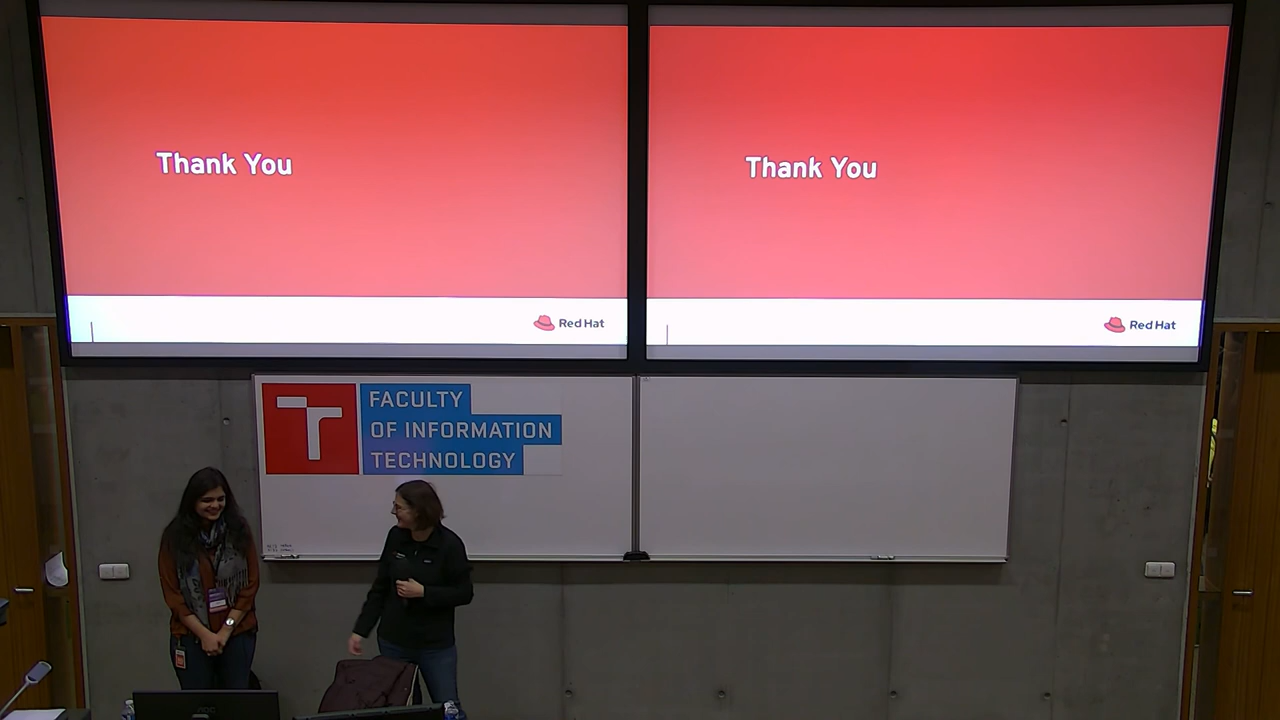 Thank You
Red Hat
Thank You
Red Hat
FACULTY
OF INFORMATION
TECHNOLOGY